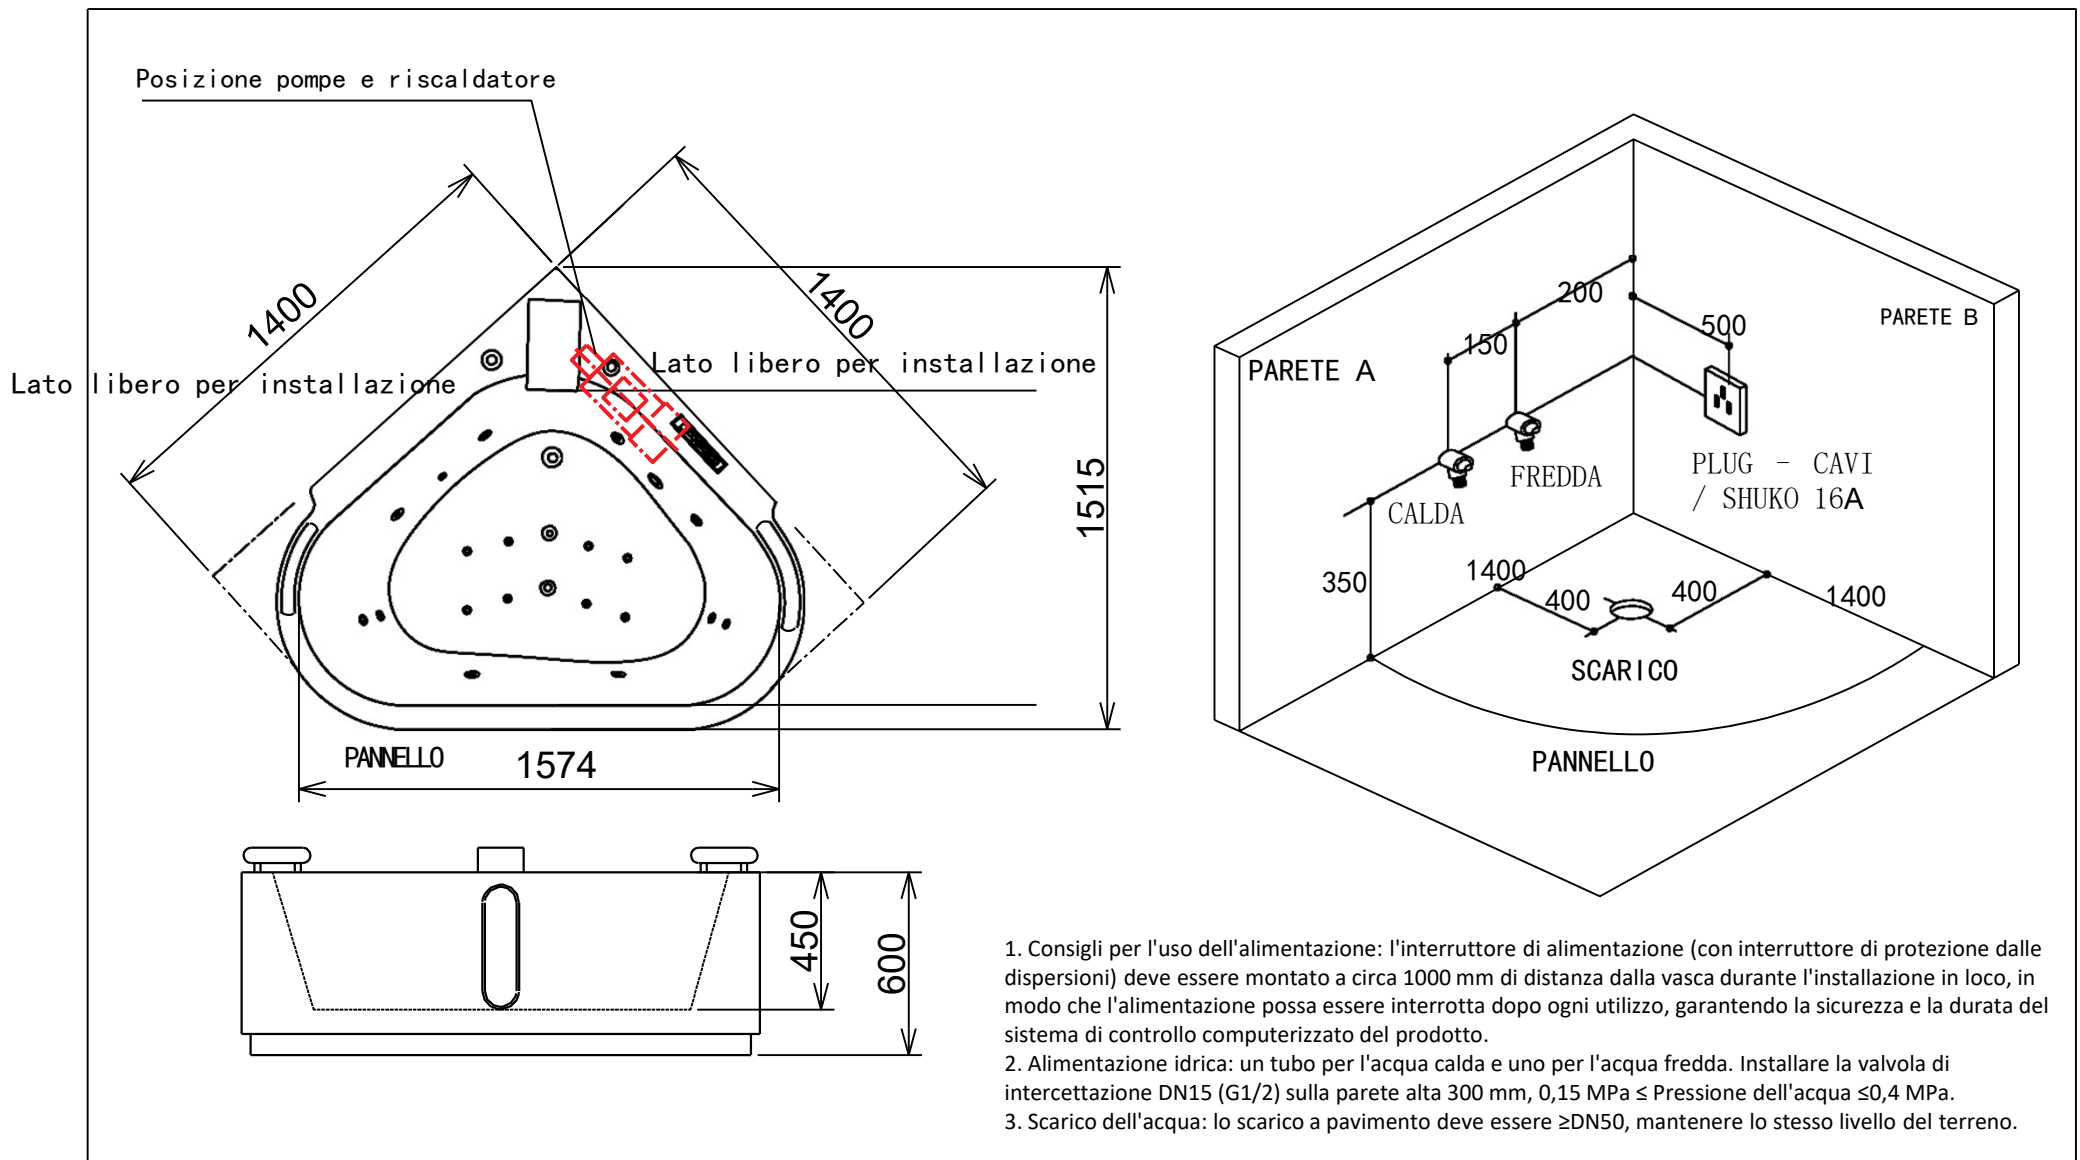 Posizione pompe e riscaldatore
1400
1400
Lato libero per installazione
Lato libero per installazione
1515
PANNELLO
1574
450
600
200
150
500
PARETE A
PARETE B
FREDDA
CALDA
PLUG - CAVI
/ SHUKO 16A
350
1400
400
400
1400
SCARICO
PANNELLO
1. Consigli per l'uso dell'alimentazione: l'interruttore di alimentazione (con interruttore di protezione dalle
dispersioni) deve essere montato a circa 1000 mm di distanza dalla vasca durante l'installazione in loco, in
modo che l'alimentazione possa essere interrotta dopo ogni utilizzo, garantendo la sicurezza e la durata del
sistema di controllo computerizzato del prodotto.
2. Alimentazione idrica: un tubo per l'acqua calda e uno per l'acqua fredda. Installare la valvola di
intercettazione DN15 (G1/2) sulla parete alta 300 mm, 0,15 MPa ≤ Pressione dell'acqua ≤0,4 MPa.
3. Scarico dell'acqua: lo scarico a pavimento deve essere ≥DN50, mantenere lo stesso livello del terreno.